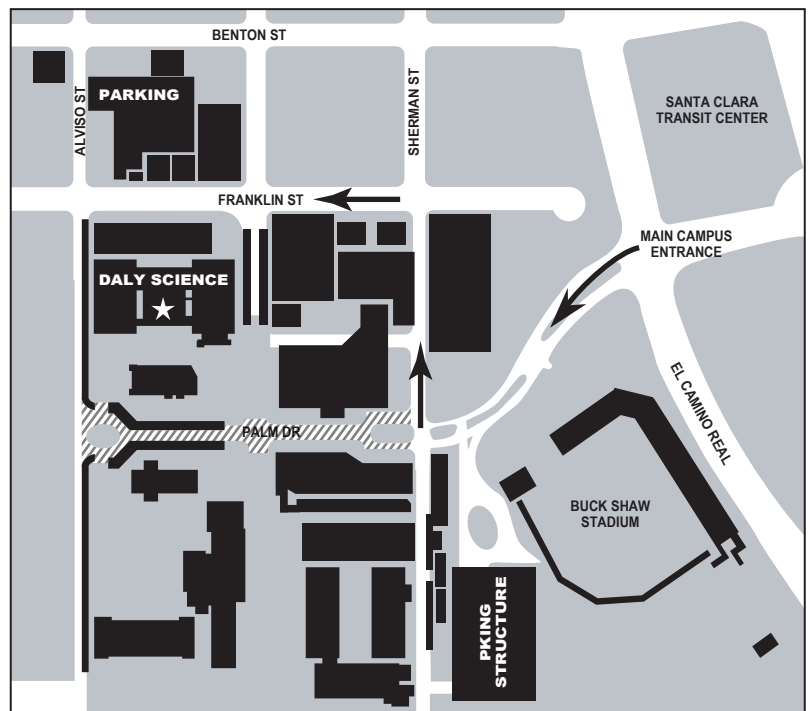 BENTON ST
PARKING
ALVISO ST
SHERMAN ST
SANTA CLARA
TRANSIT CENTER
FRANKLIN ST
MAIN CAMPUS
ENTRANCE
DALY SCIENCE
EL CAMINO REAL
PALM DR
BUCK SHAW
STADIUM
PKING
STRUCTURE